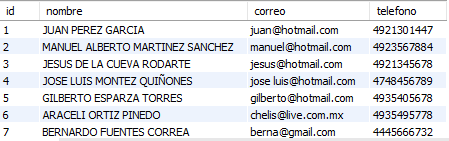 id nombre correo telefono
1 JUAN PEREZ GARCIA juan@hotmail.com 4921301447
2 MANUEL ALBERTO MARTINEZ SANCHEZ manuel@hotmail.com 4923567884
3 JESUS DE LA CUEVA RODARTE jesus@hotmail.com 4921345678
4 JOSE LUIS MONTEZ QUIÑONES jose luis@hotmail.com 4748456789
5 GILBERTO ESPARZA TORRES gilberto@hotmail.com 4935405678
6 ARACELI ORTIZ PINEDO chelis@live.com.mx 4935495778
7 BERNARDO FUENTES CORREA berna@gmail.com 4445666732